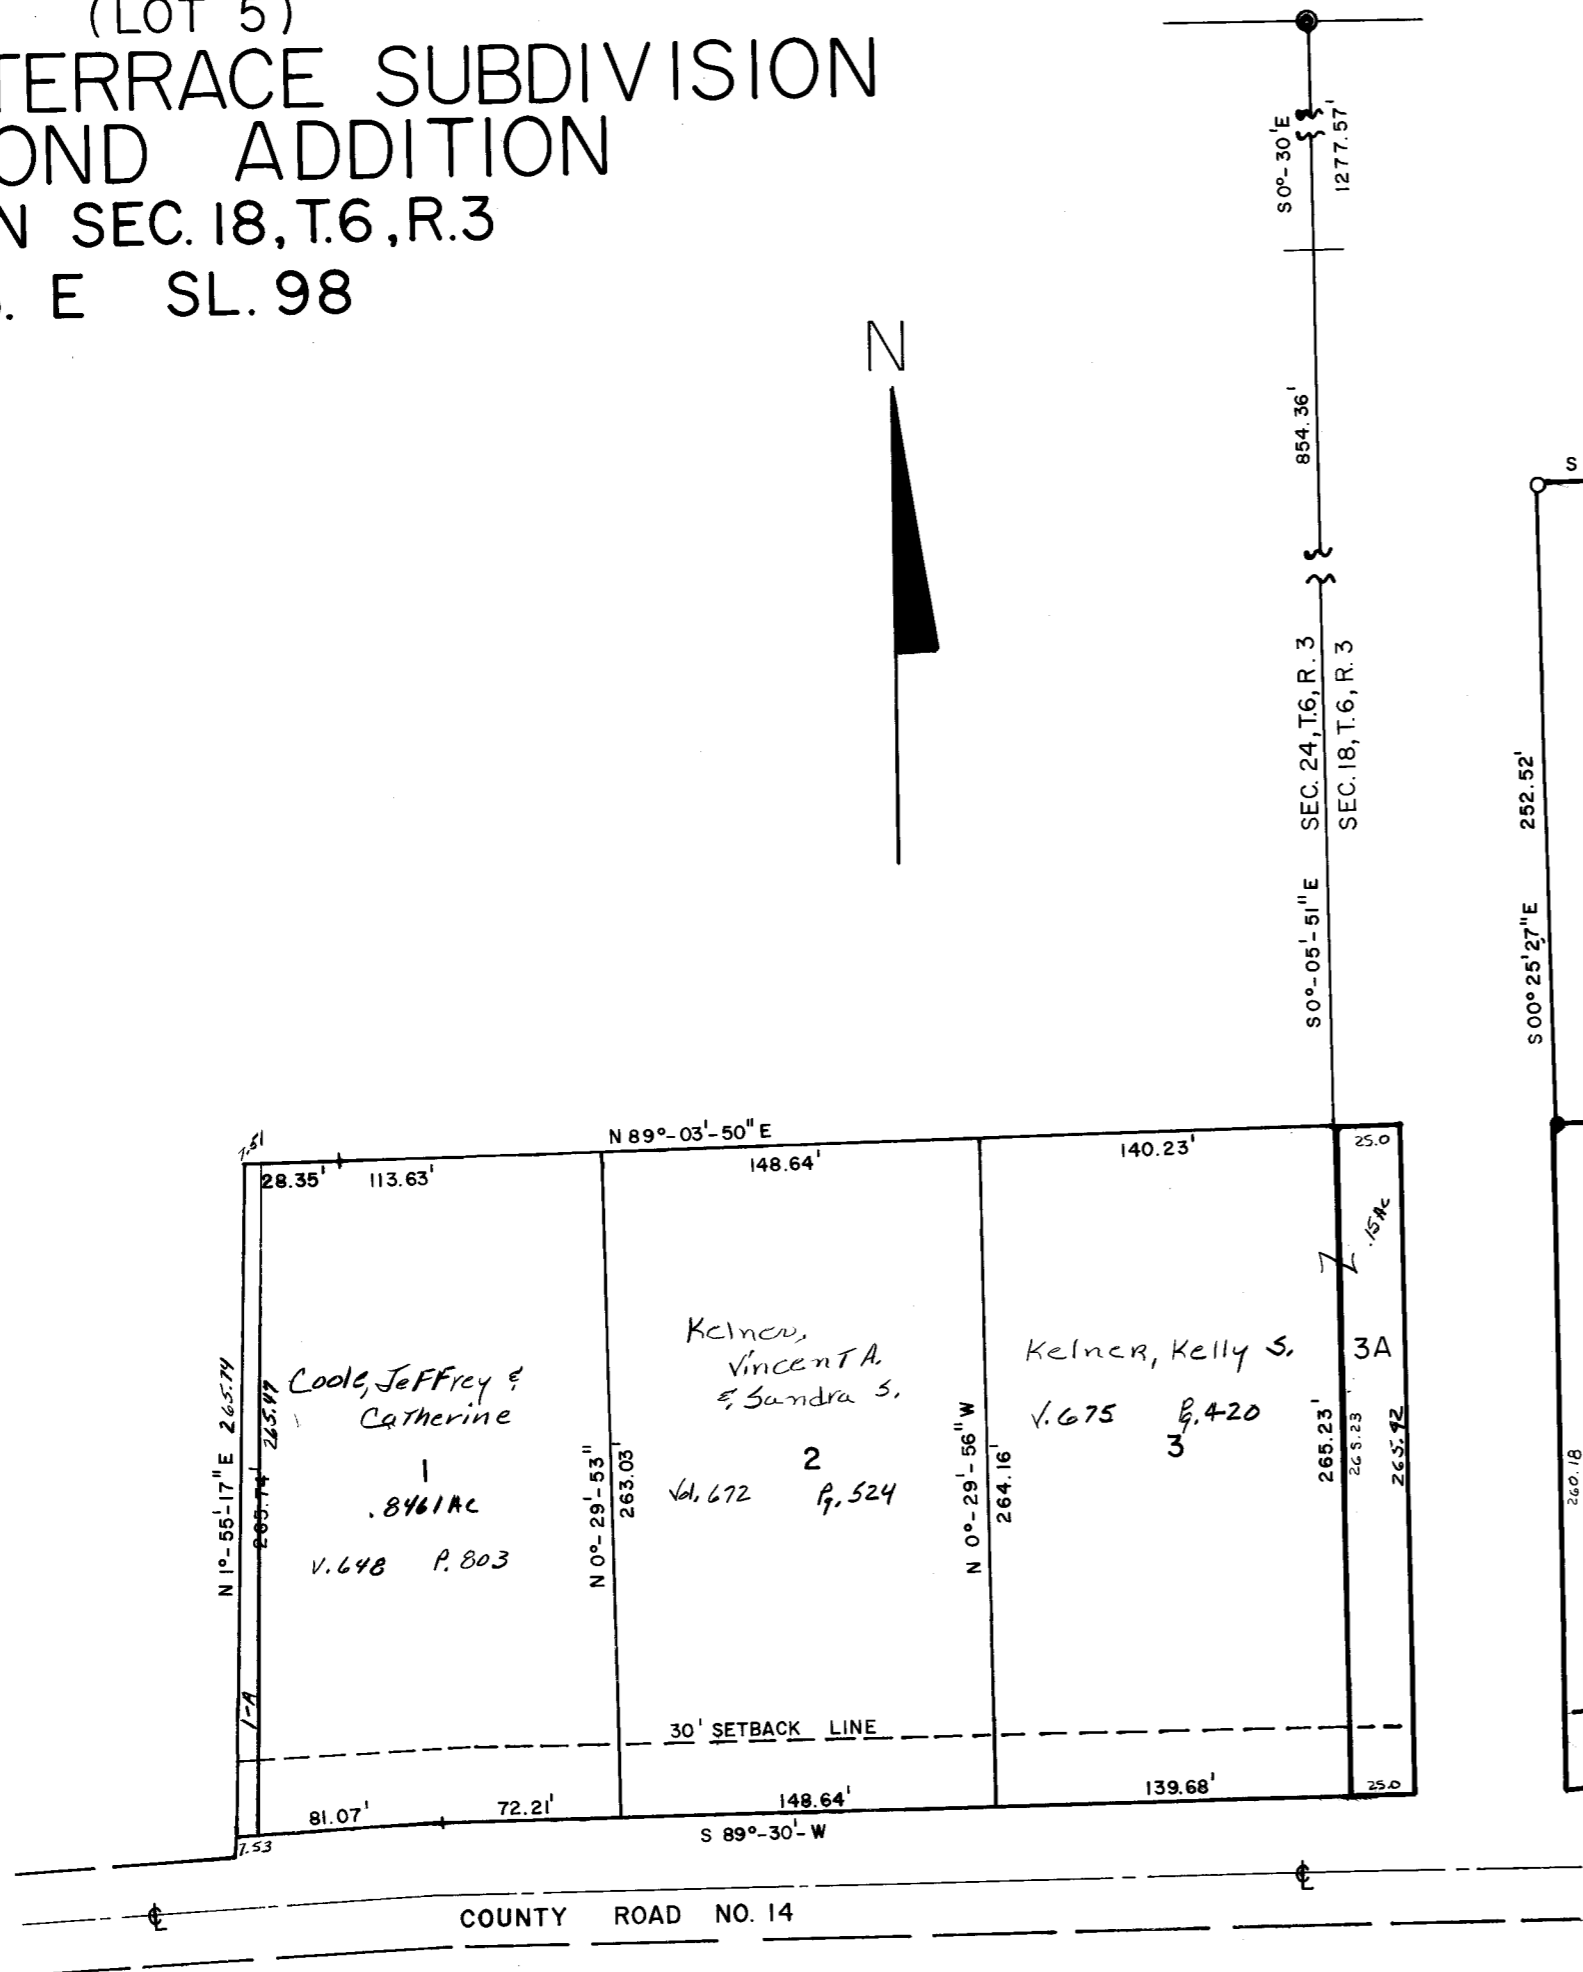 (LOT 5)
TERRACE SUBDIVISION
OND ADDITION
N SEC. 18, T.6, R.3
. E SL. 98
N
S 0°-30'E
1277.57'
854.36'
SEC. 24, T.6, R. 3
SEC. 18, T. 6, R. 3
S 0°-05'-51"E
S
252.52'
S 00° 25' 27"E
260.18
N 89°-03'-50" E
28.35'
113.63'
148.64'
140.23'
25.0
.15 Ac
N 1°-55'-17" E 265.74
265.47
265.74'
Coole, Jeffrey &
Catherine
1
.8461 Ac
V. 648 P. 803
1-A
N 0°-29'-53"
263.03'
Kelner,
Vincent A.
& Sandra S.
2
Vol. 672 Pg. 524
N 0°-29'-56" W
264.16'
Kelner, Kelly S.
V. 675 Pg. 420
3
3A
265.23'
265.23
265.92
30' SETBACK LINE
81.07'
72.21'
148.64'
139.68'
25.0
7.53
S 89°-30'-W
COUNTY ROAD NO. 14